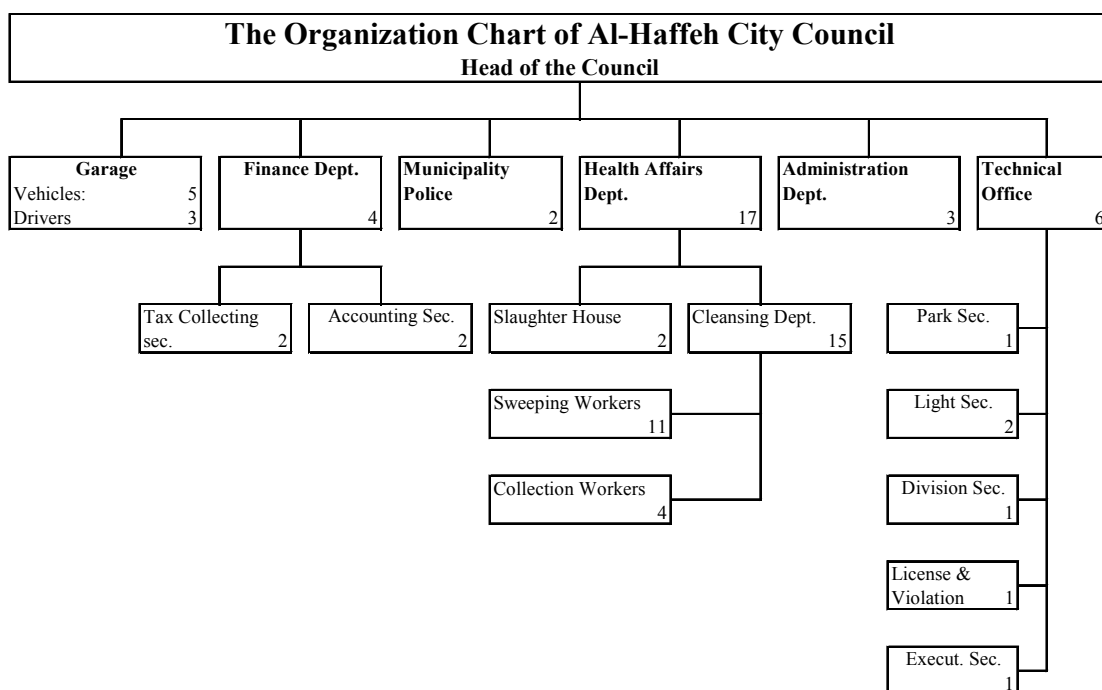 The Organization Chart of Al-Haffeh City Council
Head of the Council
Garage
Vehicles: 5
Drivers 3
Finance Dept.
4
Municipality
Police
2
Health Affairs
Dept.
17
Administration
Dept.
3
Technical
Office
6
Tax Collecting
sec. 2
Accounting Sec.
2
Slaughter House
2
Cleansing Dept.
15
Park Sec.
1
Sweeping Workers
11
Light Sec.
2
Collection Workers
4
Division Sec.
1
License &
Violation 1
Execut. Sec.
1